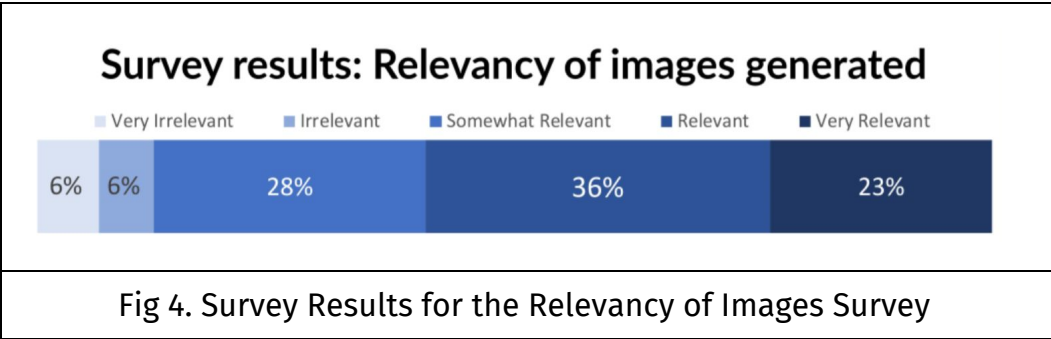 Survey results: Relevancy of images generated
Very Irrelevant Irrelevant Somewhat Relevant Relevant Very Relevant
6% 6% 28% 36% 23%
Fig 4. Survey Results for the Relevancy of Images Survey